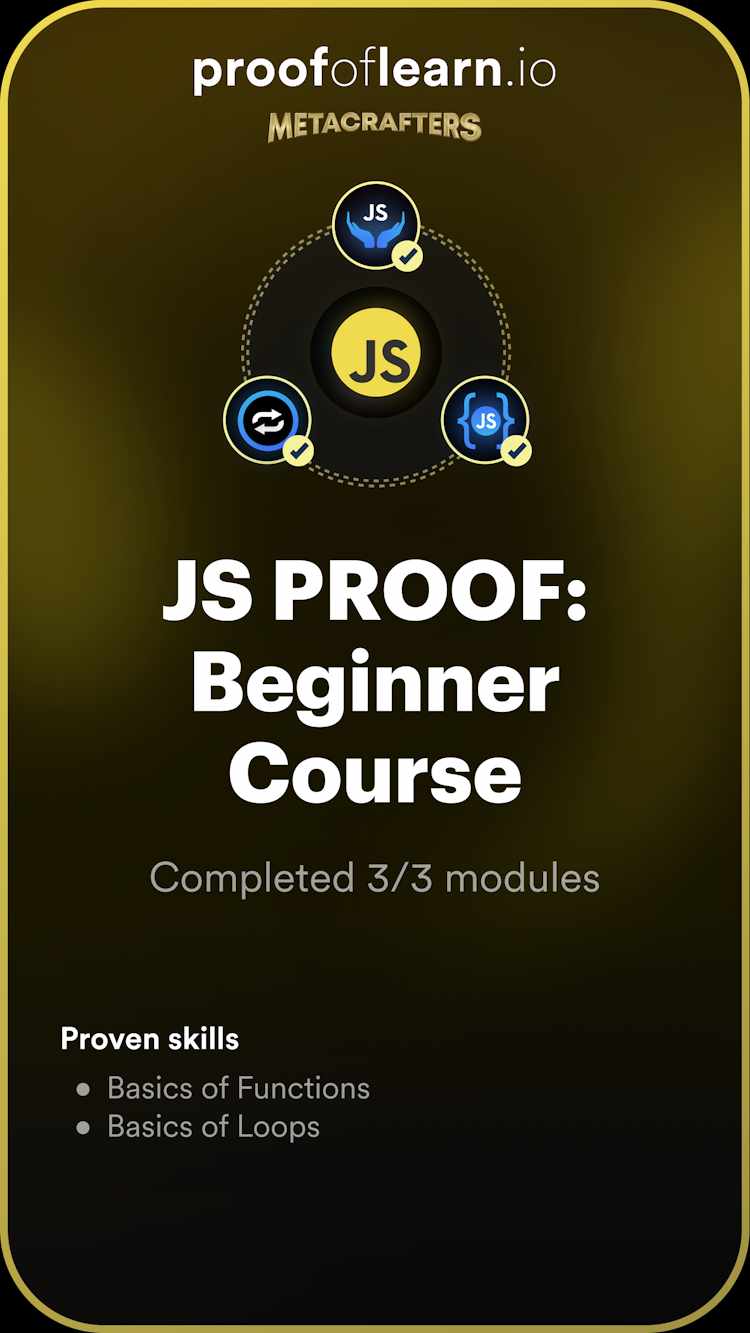 proofoflearn.io
METACRAFTERS
JS
JS
JS
JS PROOF:
Beginner
Course
Completed 3/3 modules
Proven skills
• Basics of Functions
• Basics of Loops